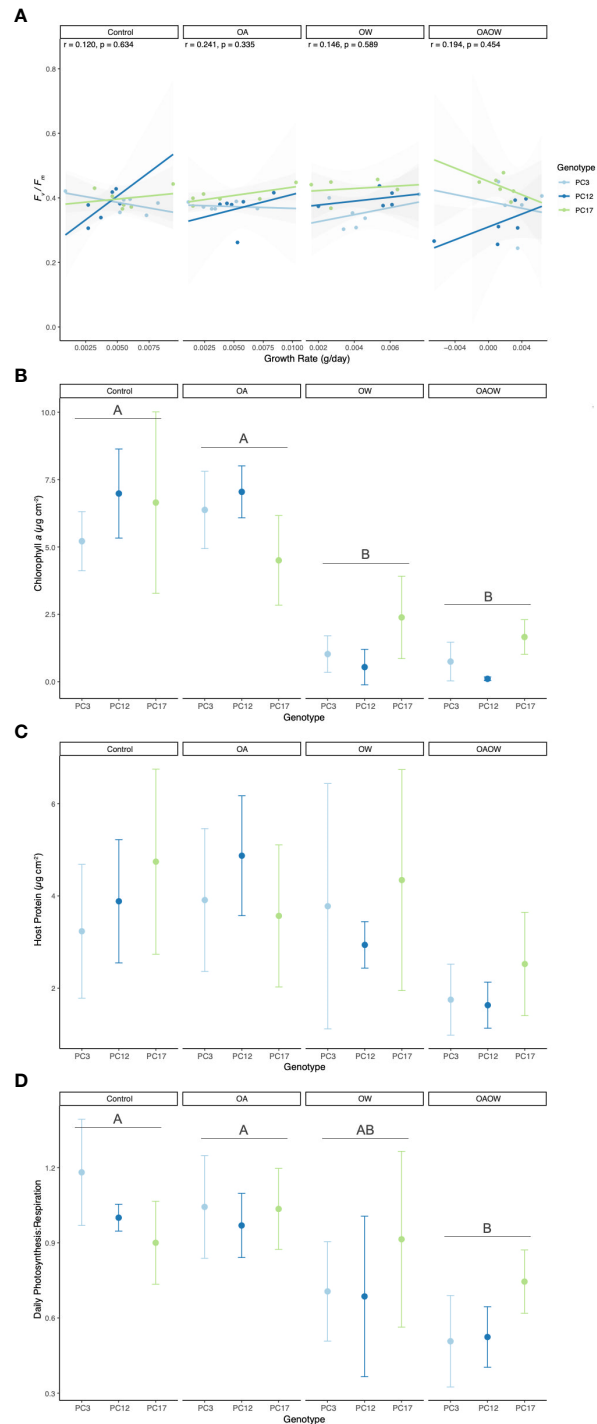 A
Control OA OW OAOW
r = 0.120, p = 0.634 r = 0.241, p = 0.335 r = 0.146, p = 0.589 r = 0.194, p = 0.454
0.8
0.6
0.4
0.2
0.0
Fv / Fm
Genotype
PC3
PC12
PC17
0.0025 0.0050 0.0075 0.0025 0.0050 0.0075 0.0100 0.002 0.004 0.006 −0.004 0.000 0.004
Growth Rate (g/day)
B
Control OA OW OAOW
A A B B
10.0
7.5
5.0
2.5
0.0
Chlorophyll a (µg cm⁻²)
PC3 PC12 PC17 PC3 PC12 PC17 PC3 PC12 PC17 PC3 PC12 PC17
Genotype
C
Control OA OW OAOW
6
4
2
Host Protein (µg cm⁻²)
PC3 PC12 PC17 PC3 PC12 PC17 PC3 PC12 PC17 PC3 PC12 PC17
Genotype
D
Control OA OW OAOW
A A AB B
1.2
0.9
0.6
0.3
Daily Photosynthesis:Respiration
PC3 PC12 PC17 PC3 PC12 PC17 PC3 PC12 PC17 PC3 PC12 PC17
Genotype